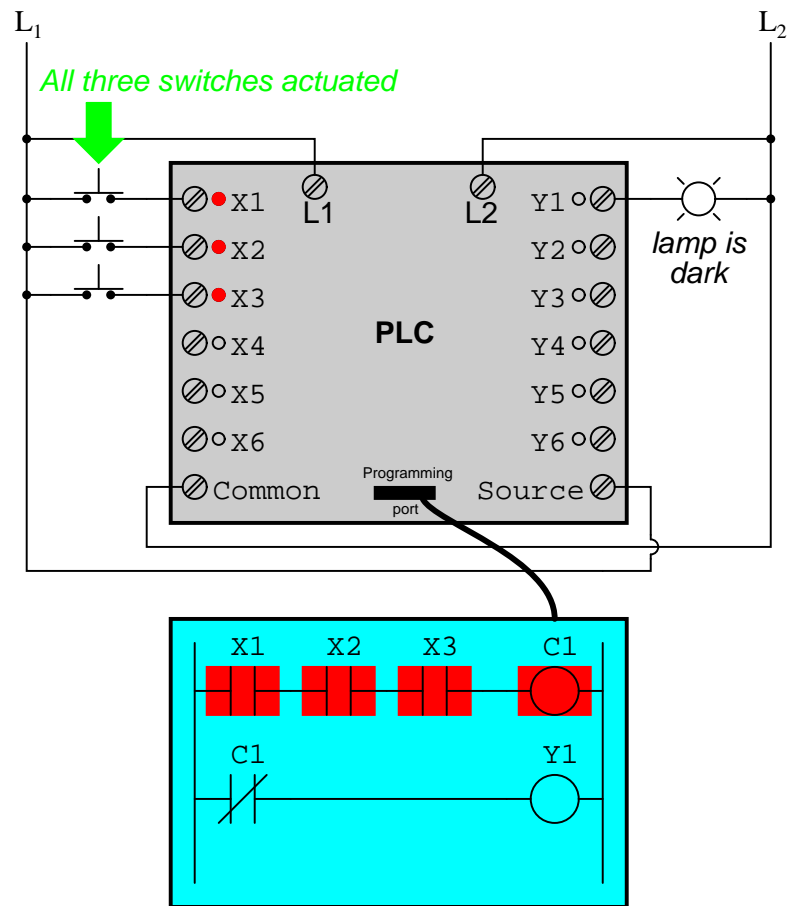 L1
L2
All three switches actuated
X1
L1
L2
Y1
X2
Y2
lamp is
dark
X3
Y3
PLC
X4
Y4
X5
Y5
X6
Y6
Common
Programming
port
Source
X1 X2 X3 C1
C1 Y1